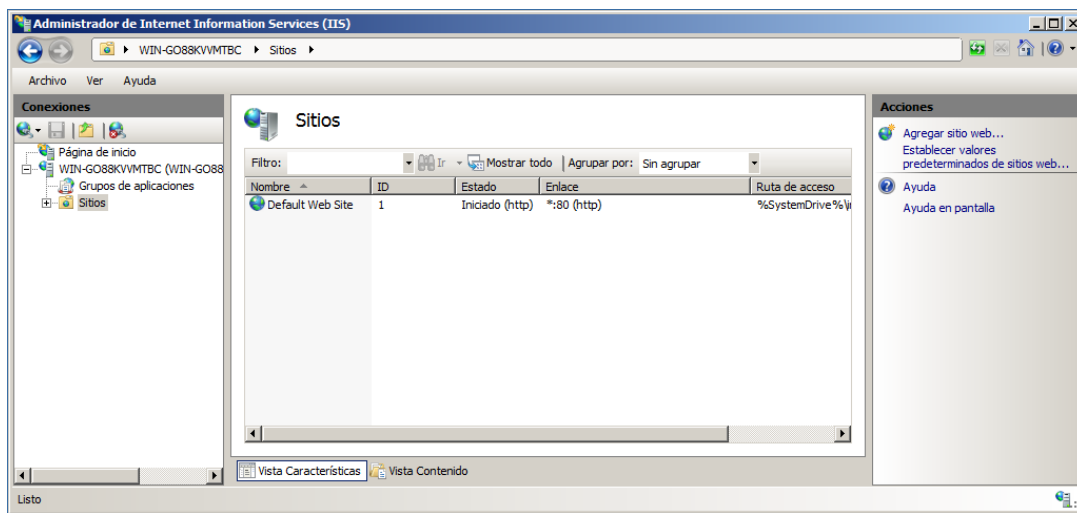 Administrador de Internet Information Services (IIS)
WIN-GO88KVVMTBC Sitios
Archivo Ver Ayuda
Conexiones
Página de inicio
WIN-GO88KVVMTBC (WIN-GO88
Grupos de aplicaciones
Sitios
Sitios
Filtro: Ir Mostrar todo Agrupar por: Sin agrupar
Nombre ID Estado Enlace Ruta de acceso
Default Web Site 1 Iniciado (http) *:80 (http) %SystemDrive%\
Vista Características Vista Contenido
Acciones
Agregar sitio web...
Establecer valores
predeterminados de sitios web...
Ayuda
Ayuda en pantalla
Listo